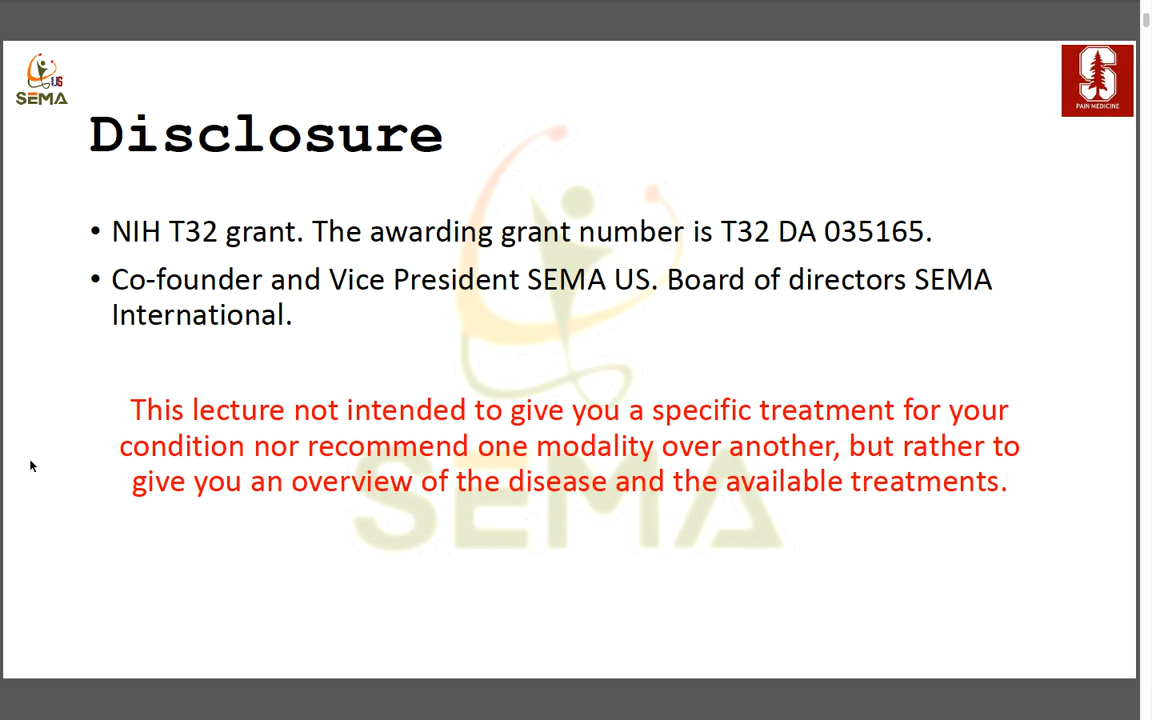 US
SEMA
S
PAIN MEDICINE
Disclosure
• NIH T32 grant. The awarding grant number is T32 DA 035165.
• Co-founder and Vice President SEMA US. Board of directors SEMA
International.
This lecture not intended to give you a specific treatment for your
condition nor recommend one modality over another, but rather to
give you an overview of the disease and the available treatments.
SEMA